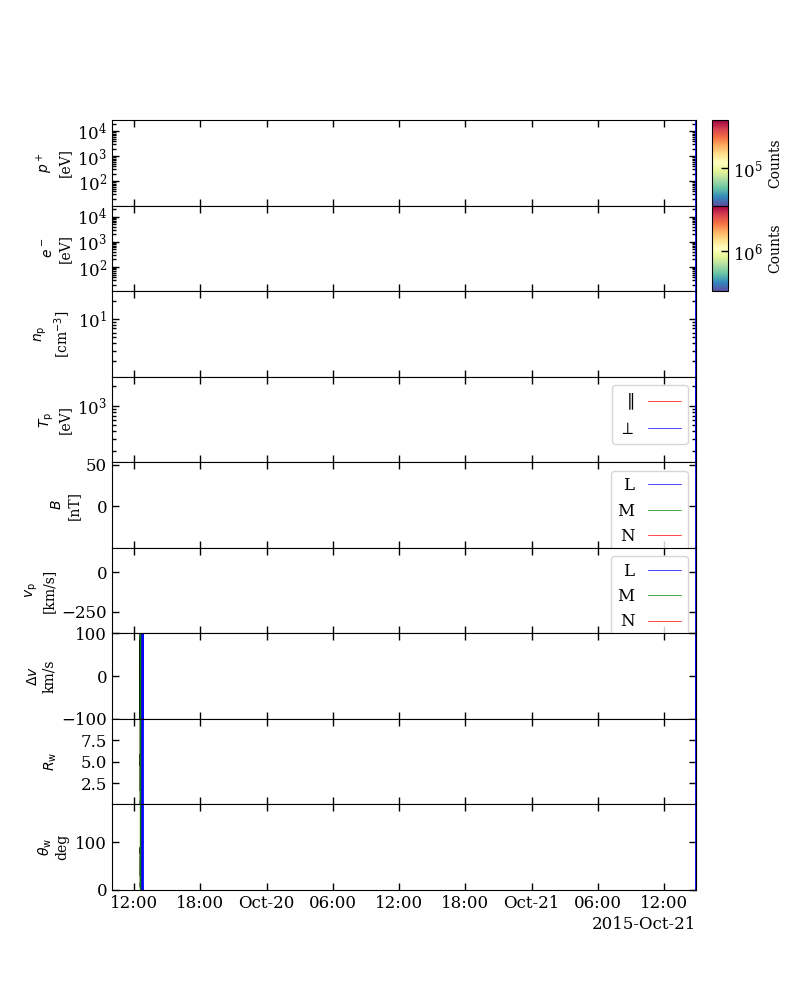 10⁴
10³
10²
p⁺
[eV]
10⁵
Counts
10⁴
10³
10²
e⁻
[eV]
10⁶
Counts
10¹
nₚ
[cm⁻³]
10³
Tₚ
[eV]
∥
⊥
50
0
B
[nT]
L
M
N
0
−250
vₚ
[km/s]
L
M
N
100
0
−100
Δv
km/s
7.5
5.0
2.5
R_w
100
0
θ_w
deg
12:00 18:00 Oct-20 06:00 12:00 18:00 Oct-21 06:00 12:00
2015-Oct-21